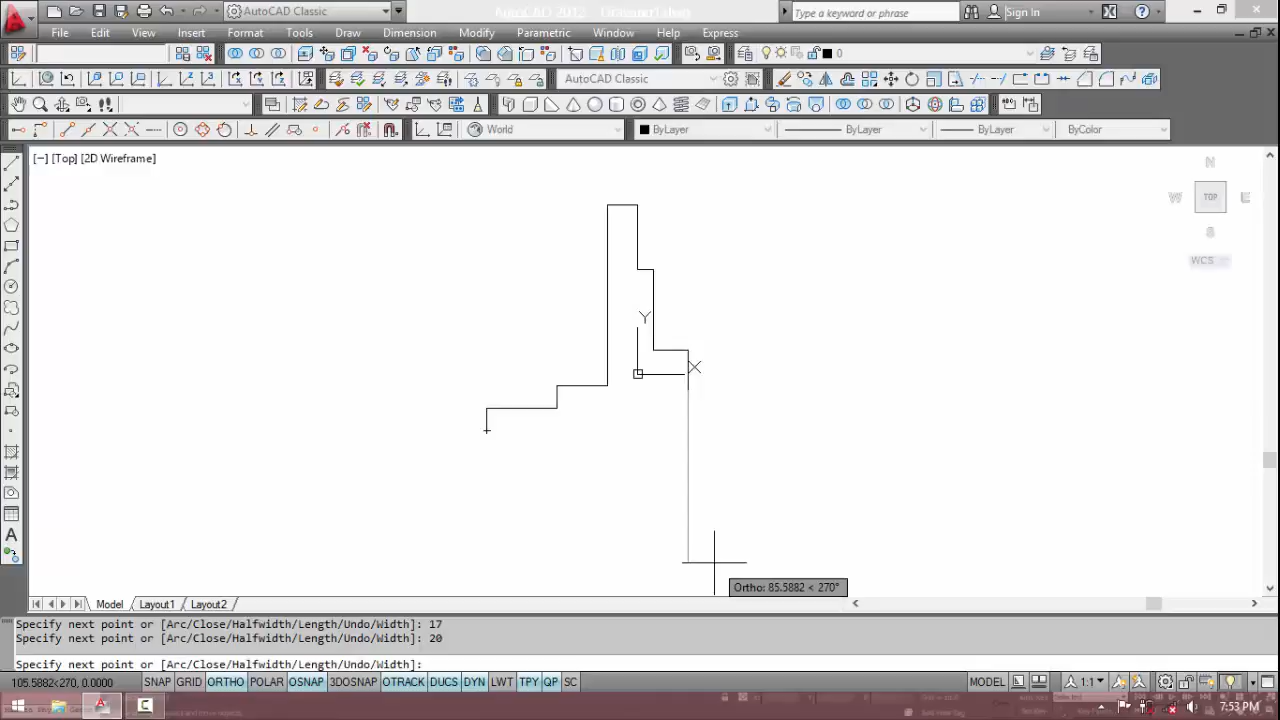 AutoCAD Classic
AutoCAD 2012 Drawing1.dwg
Type a keyword or phrase
Sign In
File Edit View Insert Format Tools Draw Dimension Modify Parametric Window Help Express
0
AutoCAD Classic
World
ByLayer
ByLayer
ByLayer
ByColor
[−] [Top] [2D Wireframe]
N
W TOP E
S
WCS
Y
X
Ortho: 85.5882 < 270°
Model Layout1 Layout2
Specify next point or [Arc/Close/Halfwidth/Length/Undo/Width]: 17
Specify next point or [Arc/Close/Halfwidth/Length/Undo/Width]: 20
Specify next point or [Arc/Close/Halfwidth/Length/Undo/Width]:
105.5882<270, 0.0000 SNAP GRID ORTHO POLAR OSNAP 3DOSNAP OTRACK DUCS DYN LWT TPY QP SC MODEL 1:1
7:53 PM